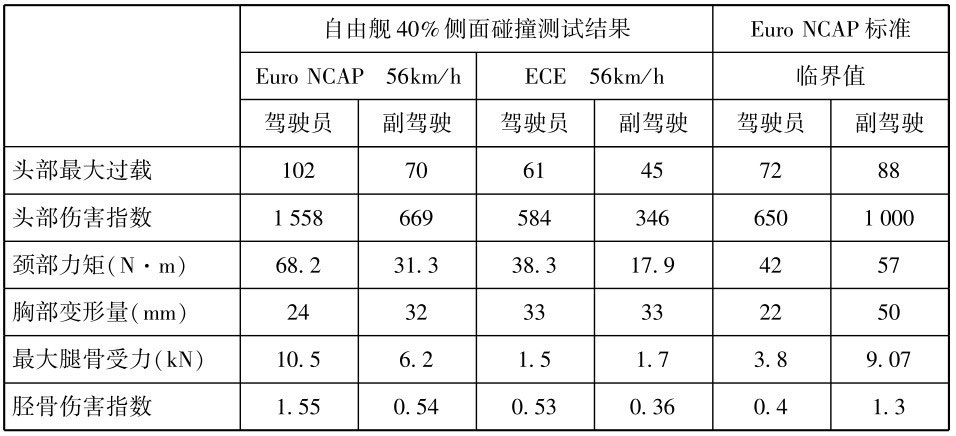 自由舰40%侧面碰撞测试结果 Euro NCAP标准
Euro NCAP 56km/h ECE 56km/h 临界值
驾驶员 副驾驶 驾驶员 副驾驶 驾驶员 副驾驶
头部最大过载 102 70 61 45 72 88
头部伤害指数 1 558 669 584 346 650 1 000
颈部力矩(N·m) 68.2 31.3 38.3 17.9 42 57
胸部变形量(mm) 24 32 33 33 22 50
最大腿骨受力(kN) 10.5 6.2 1.5 1.7 3.8 9.07
胫骨伤害指数 1.55 0.54 0.53 0.36 0.4 1.3